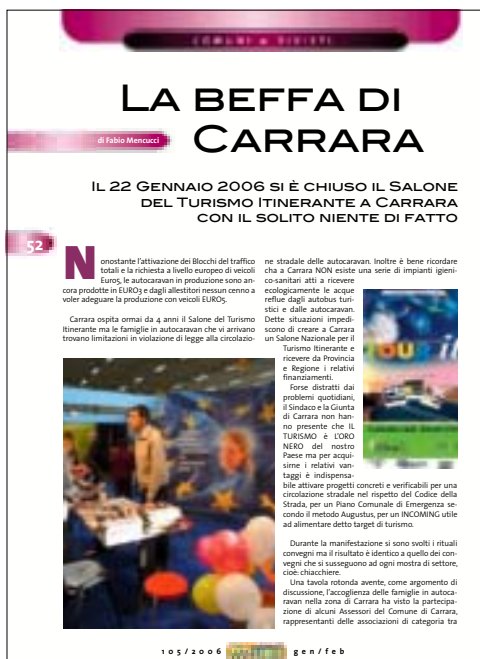 COMUNI e DIVIETI
LA BEFFA DI
CARRARA
di Fabio Mencucci
IL 22 GENNAIO 2006 SI È CHIUSO IL SALONE
DEL TURISMO ITINERANTE A CARRARA
CON IL SOLITO NIENTE DI FATTO
52
Nonostante l'attivazione dei Blocchi del traffico
totali e la richiesta a livello europeo di veicoli
Euro5, le autocaravan in produzione sono an-
cora prodotte in EURO3 e dagli allestitori nessun cenno a
voler adeguare la produzione con veicoli EURO5.
Carrara ospita ormai da 4 anni il Salone del Turismo
Itinerante ma le famiglie in autocaravan che vi arrivano
trovano limitazioni in violazione di legge alla circolazio-
ne stradale delle autocaravan. Inoltre è bene ricordare
cha a Carrara NON esiste una serie di impianti igieni-
co-sanitari atti a ricevere
ecologicamente le acque
reflue dagli autobus turi-
stici e dalle autocaravan.
Dette situazioni impedi-
scono di creare a Carrara
un Salone Nazionale per il
Turismo Itinerante e
ricevere da Provincia
e Regione i relativi
finanziamenti.
Forse distratti dai
problemi quotidiani,
il Sindaco e la Giunta
di Carrara non han-
no presente che IL
TURISMO È L'ORO
NERO del nostro
Paese ma per acqui-
sirne i relativi van-
taggi è indispensa-
bile attivare progetti concreti e verificabili per una
circolazione stradale nel rispetto del Codice della
Strada, per un Piano Comunale di Emergenza se-
condo il metodo Augustus, per un INCOMING utile
ad alimentare detto target di turismo.
Durante la manifestazione si sono svolti i rituali
convegni ma il risultato è identico a quello dei con-
vegni che si susseguono ad ogni mostra di settore,
cioè: chiacchiere.
Una tavola rotonda avente, come argomento di
discussione, l'accoglienza delle famiglie in autoca-
ravan nella zona di Carrara ha visto la partecipa-
zione di alcuni Assessori del Comune di Carrara,
rappresentanti delle associazioni di categoria tra
105/2006
gen/feb